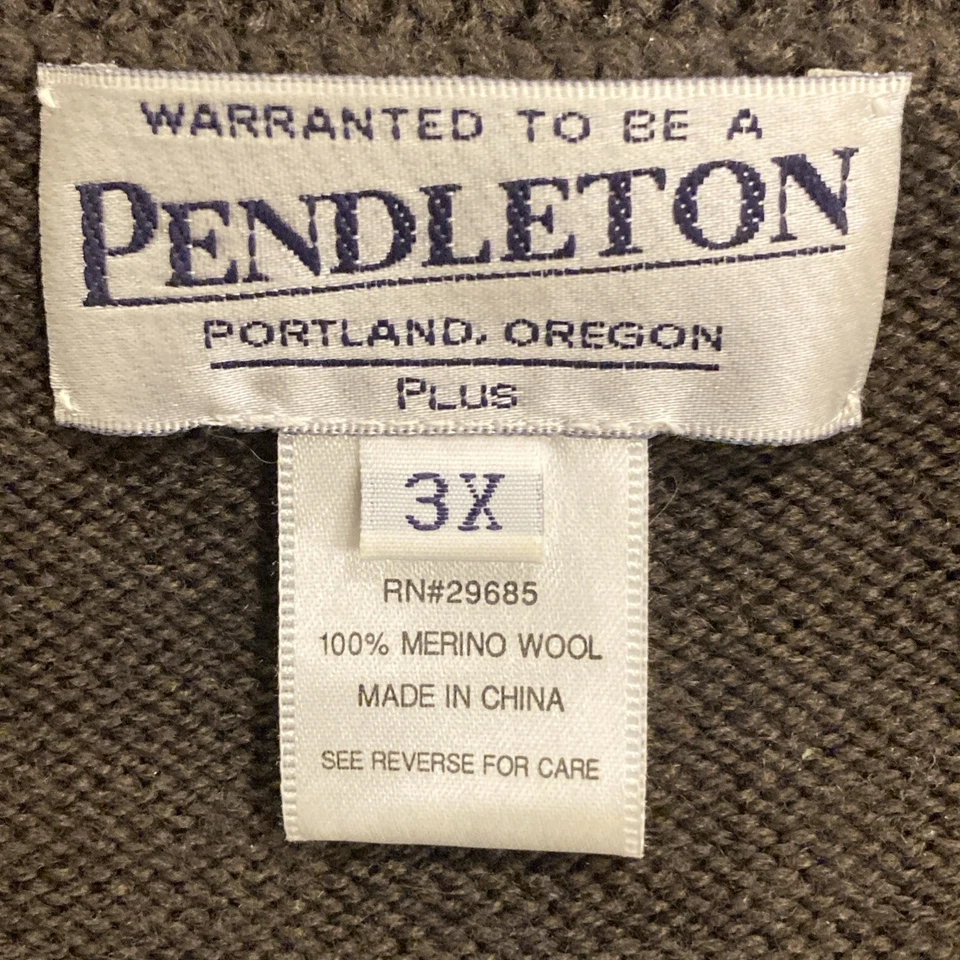 WARRANTED TO BE A
PENDLETON
PORTLAND, OREGON
PLUS
3X
RN#29685
100% MERINO WOOL
MADE IN CHINA
SEE REVERSE FOR CARE